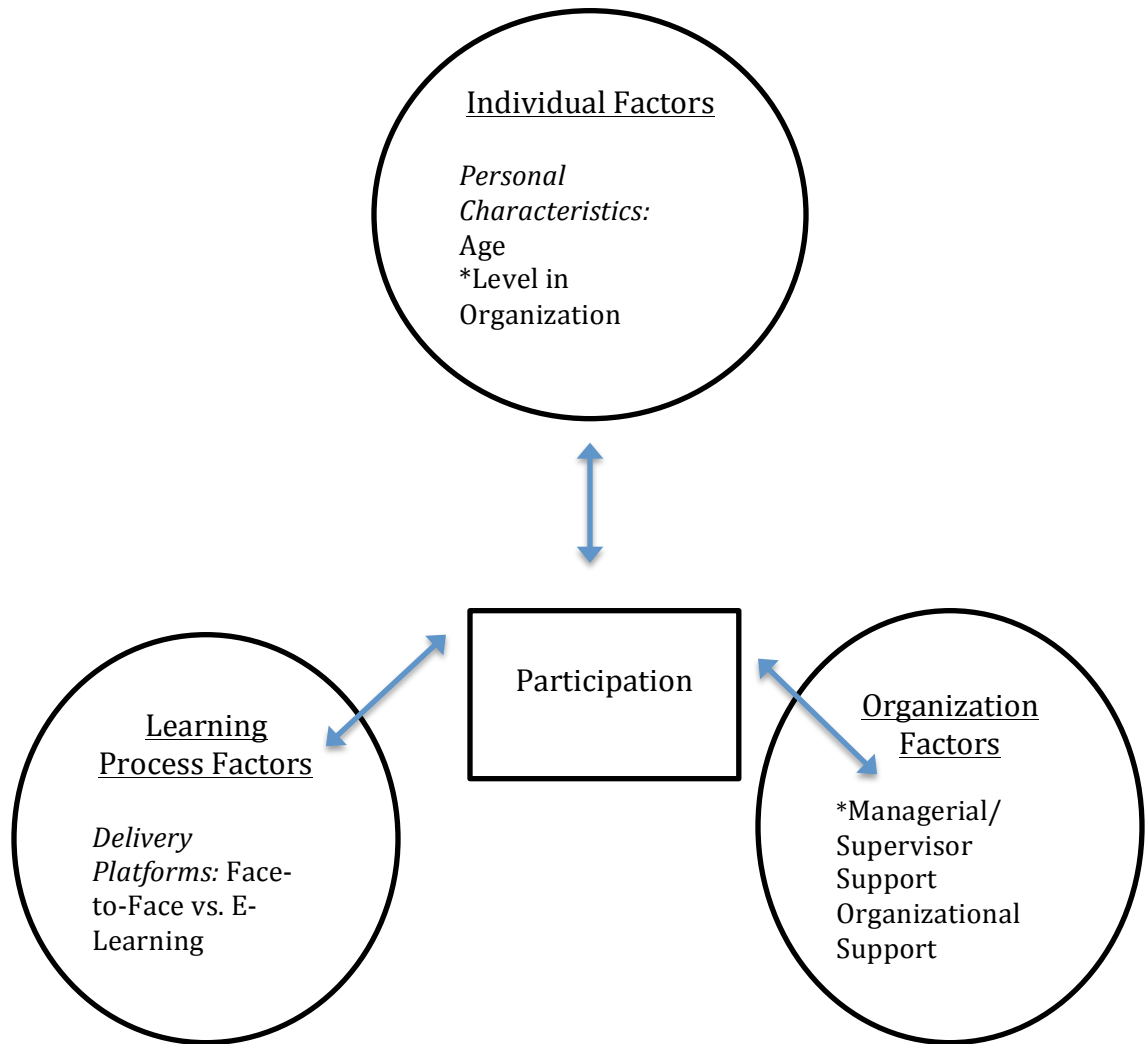 Individual Factors
Personal
Characteristics:
Age
*Level in
Organization
Participation
Learning
Process Factors
Delivery
Platforms: Face-
to-Face vs. E-
Learning
Organization
Factors
*Managerial/
Supervisor
Support
Organizational
Support